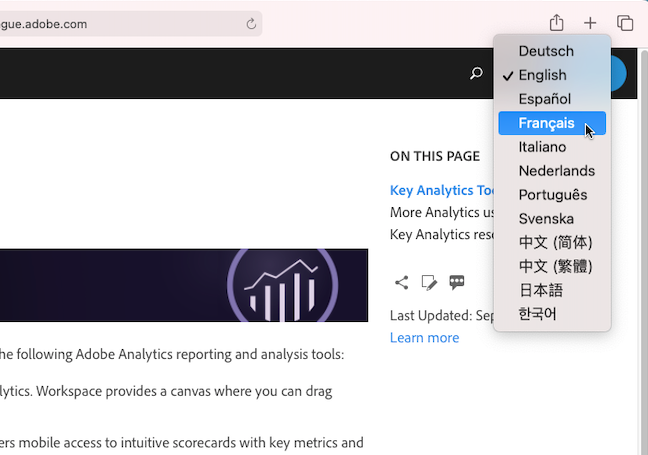 gue.adobe.com
Deutsch
✓ English
Español
Français
Italiano
Nederlands
Português
Svenska
中文 (简体)
中文 (繁體)
日本語
한국어
ON THIS PAGE
Key Analytics Too
More Analytics us
Key Analytics reso
Last Updated: Sep
Learn more
he following Adobe Analytics reporting and analysis tools:
lytics. Workspace provides a canvas where you can drag
ers mobile access to intuitive scorecards with key metrics and